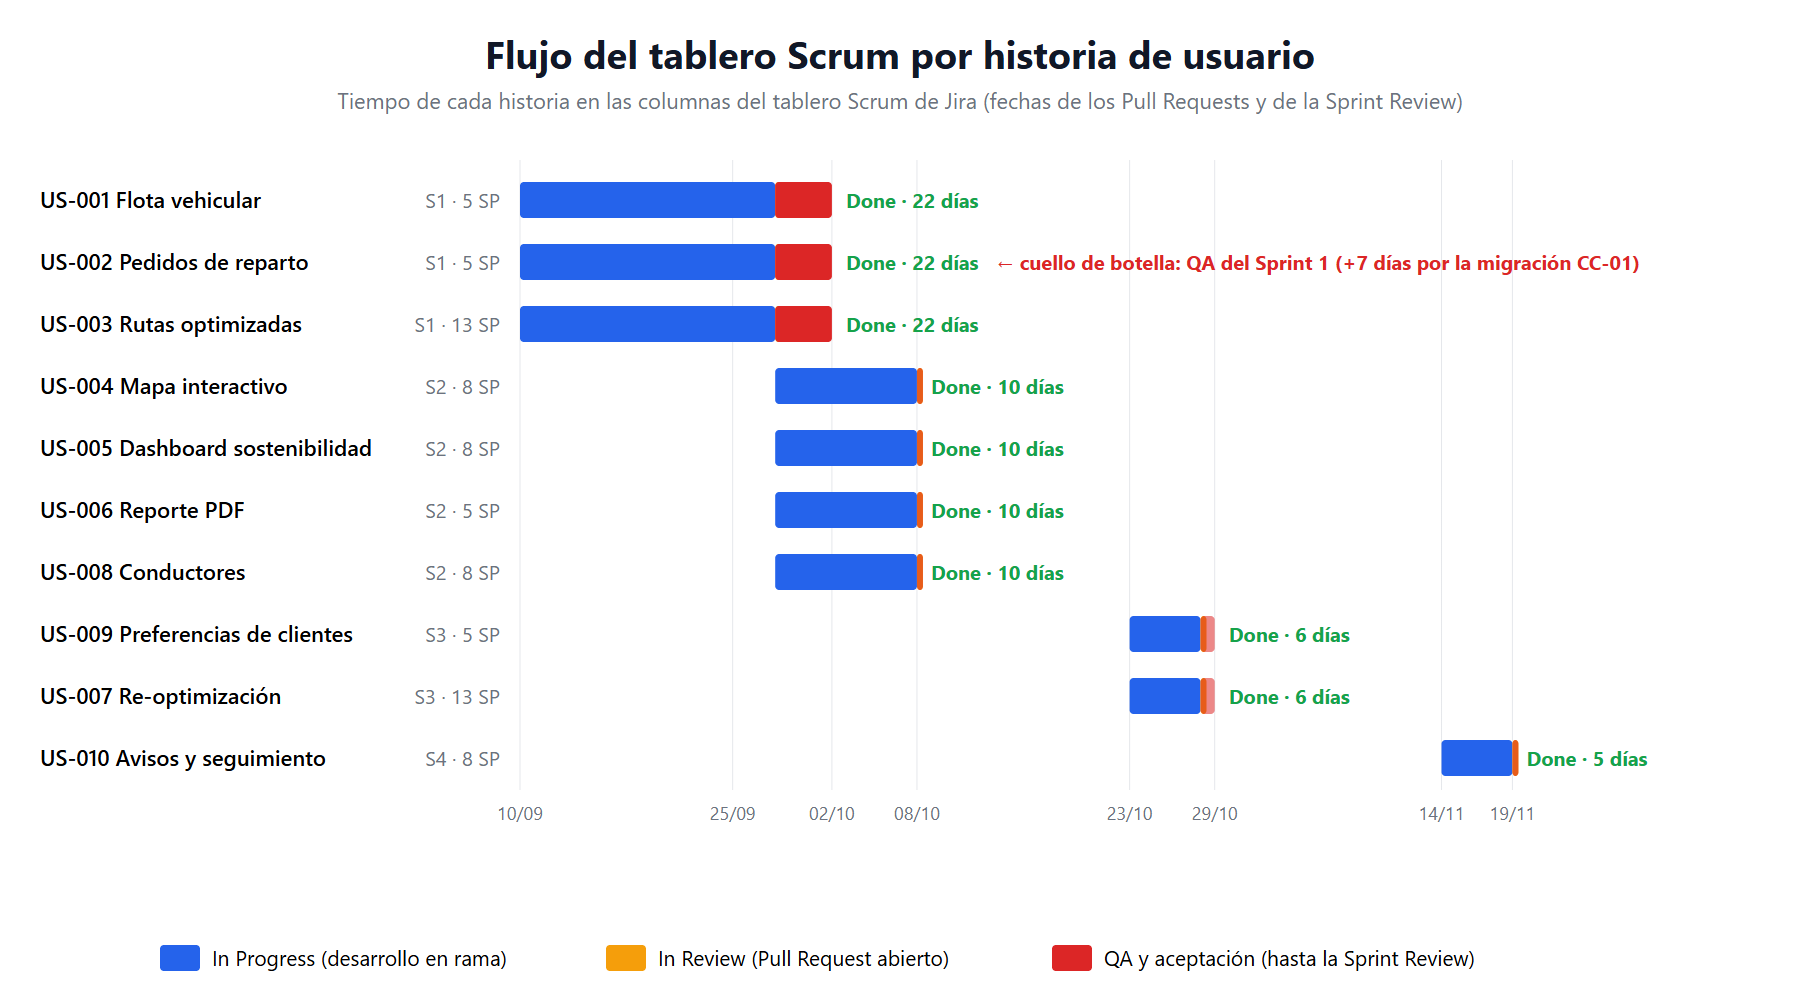 Flujo del tablero Scrum por historia de usuario
Tiempo de cada historia en las columnas del tablero Scrum de Jira (fechas de los Pull Requests y de la Sprint Review)
US-001 Flota vehicular S1 · 5 SP Done · 22 días
US-002 Pedidos de reparto S1 · 5 SP Done · 22 días ← cuello de botella: QA del Sprint 1 (+7 días por la migración CC-01)
US-003 Rutas optimizadas S1 · 13 SP Done · 22 días
US-004 Mapa interactivo S2 · 8 SP Done · 10 días
US-005 Dashboard sostenibilidad S2 · 8 SP Done · 10 días
US-006 Reporte PDF S2 · 5 SP Done · 10 días
US-008 Conductores S2 · 8 SP Done · 10 días
US-009 Preferencias de clientes S3 · 5 SP Done · 6 días
US-007 Re-optimización S3 · 13 SP Done · 6 días
US-010 Avisos y seguimiento S4 · 8 SP Done · 5 días
10/09 25/09 02/10 08/10 23/10 29/10 14/11 19/11
In Progress (desarrollo en rama) In Review (Pull Request abierto) QA y aceptación (hasta la Sprint Review)